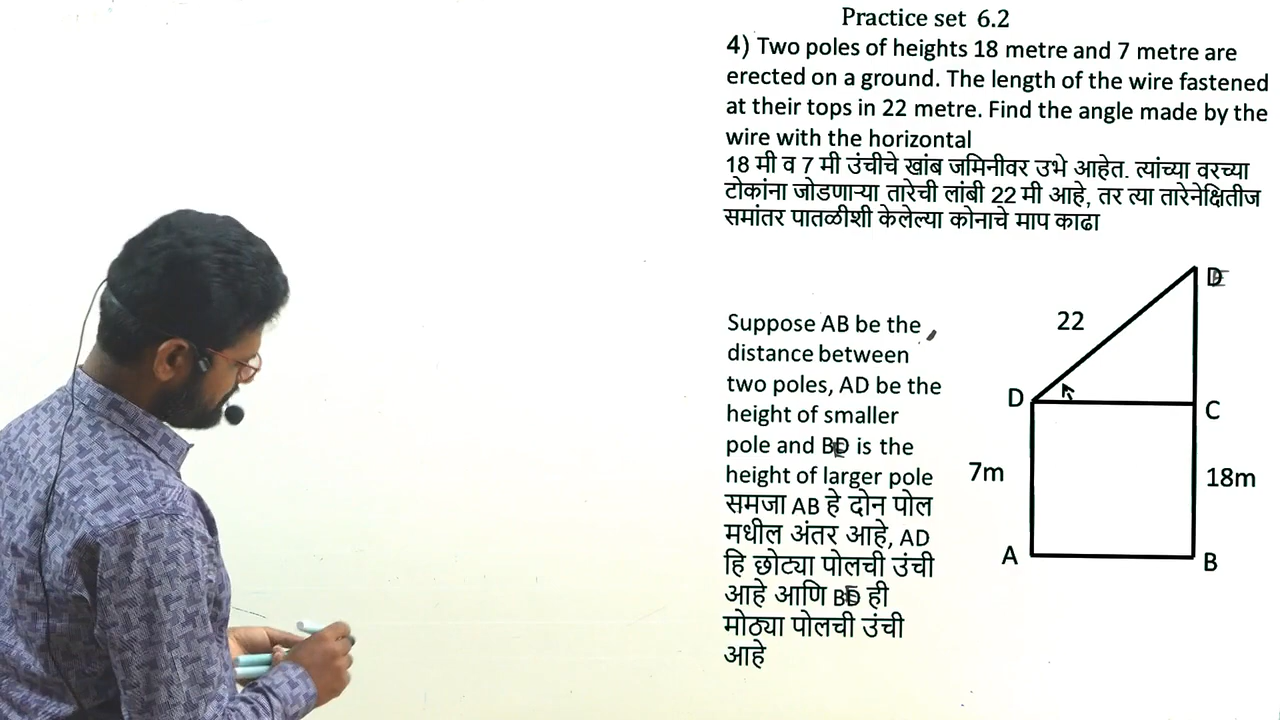 Practice set 6.2
4) Two poles of heights 18 metre and 7 metre are
erected on a ground. The length of the wire fastened
at their tops in 22 metre. Find the angle made by the
wire with the horizontal
18 मी व 7 मी उंचीचे खांब जमिनीवर उभे आहेत. त्यांच्या वरच्या
टोकांना जोडणाऱ्या तारेची लांबी 22 मी आहे, तर त्या तारेनेक्षितीज
समांतर पातळीशी केलेल्या कोनाचे माप काढा
E
22
Suppose AB be the
distance between
two poles, AD be the
height of smaller
pole and BE is the
height of larger pole
समजा AB हे दोन पोल
मधील अंतर आहे, AD
हि छोट्या पोलची उंची
आहे आणि BE ही
मोठ्या पोलची उंची
आहे
D
C
7m
18m
A
B